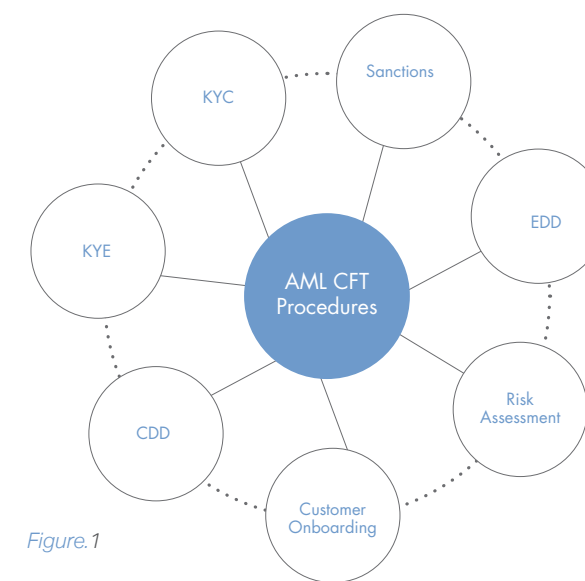 Sanctions
KYC
EDD
KYE
AML CFT
Procedures
Risk
Assessment
CDD
Customer
Onboarding
Figure.1